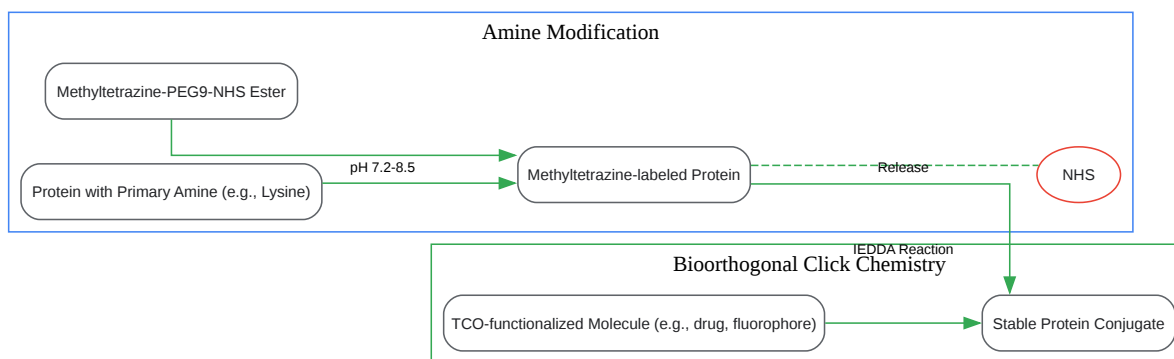 Amine Modification
Methyltetrazine-PEG9-NHS Ester
pH 7.2-8.5
Protein with Primary Amine (e.g., Lysine)
Methyltetrazine-labeled Protein
Release
NHS
IEDDA Reaction
Bioorthogonal Click Chemistry
TCO-functionalized Molecule (e.g., drug, fluorophore)
Stable Protein Conjugate